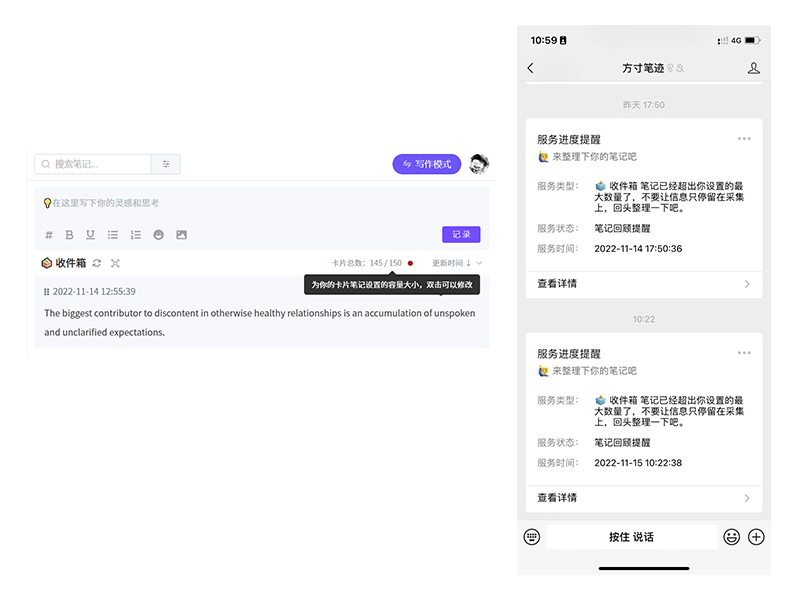 搜索笔记...
写作模式
在这里写下你的灵感和思考
记录
收件箱
卡片总数：145 / 150
更新时间
为你的卡片笔记设置的容量大小，双击可以修改
2022-11-14 12:55:39
The biggest contributor to discontent in otherwise healthy relationships is an accumulation of unspoken
and unclarified expectations.
10:59
4G
方寸笔迹
昨天 17:50
服务进度提醒
来整理下你的笔记吧
服务类型：
收件箱 笔记已经超出你设置的最
大数量了，不要让信息只停留在采集
上，回头整理一下吧。
服务状态： 笔记回顾提醒
服务时间： 2022-11-14 17:50:36
查看详情
10:22
服务进度提醒
来整理下你的笔记吧
服务类型：
收件箱 笔记已经超出你设置的最
大数量了，不要让信息只停留在采集
上，回头整理一下吧。
服务状态： 笔记回顾提醒
服务时间： 2022-11-15 10:22:38
查看详情
按住 说话